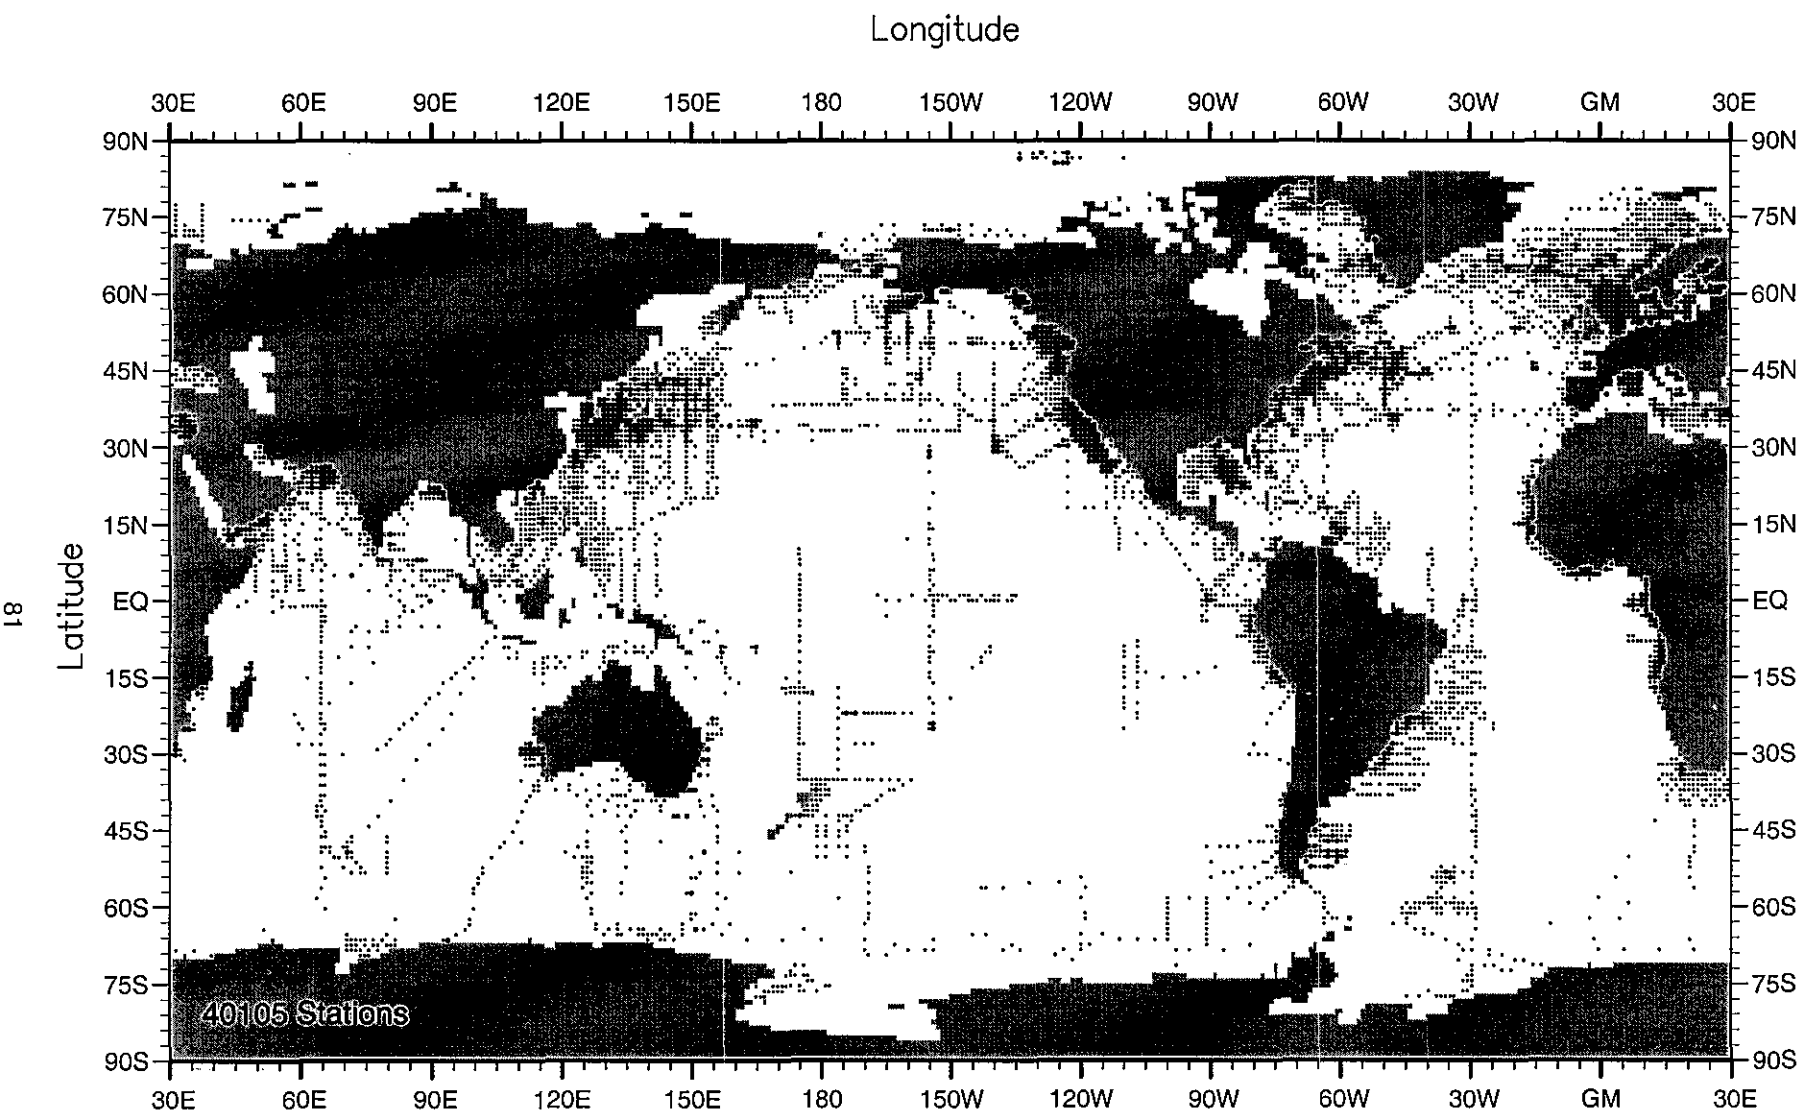 Longitude
30E 60E 90E 120E 150E 180 150W 120W 90W 60W 30W GM 30E
90N 90N
75N 75N
60N 60N
45N 45N
30N 30N
15N 15N
EQ EQ
15S 15S
30S 30S
45S 45S
60S 60S
75S 75S
90S 90S
Latitude
81
40105 Stations
30E 60E 90E 120E 150E 180 150W 120W 90W 60W 30W GM 30E